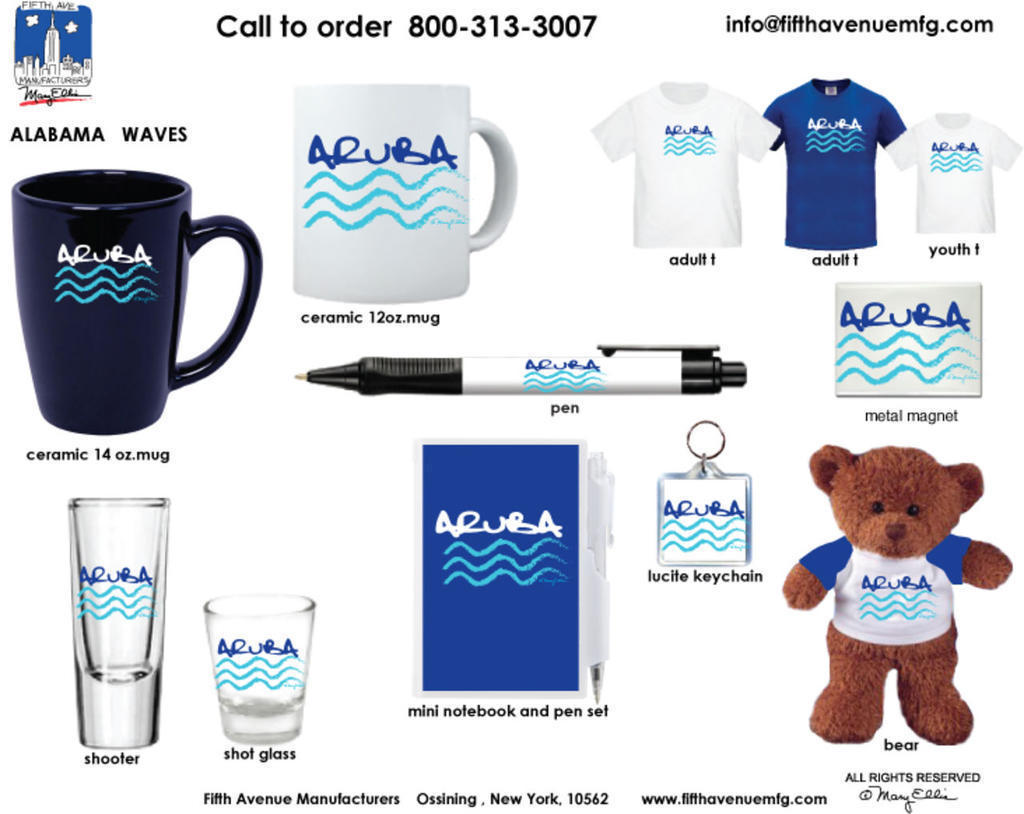 FIFTH AVE
MANUFACTURERS
Mary Ellis
Call to order 800-313-3007
info@fifthavenuemfg.com
ALABAMA WAVES
ARUBA
ceramic 14 oz.mug
ARUBA
ceramic 12oz.mug
ARUBA
adult t
ARUBA
adult t
ARUBA
youth t
ARUBA
pen
ARUBA
metal magnet
ARUBA
shooter
ARUBA
shot glass
ARUBA
mini notebook and pen set
ARUBA
lucite keychain
ARUBA
bear
ALL RIGHTS RESERVED
© Mary Ellis
Fifth Avenue Manufacturers Ossining , New York, 10562 www.fifthavenuemfg.com